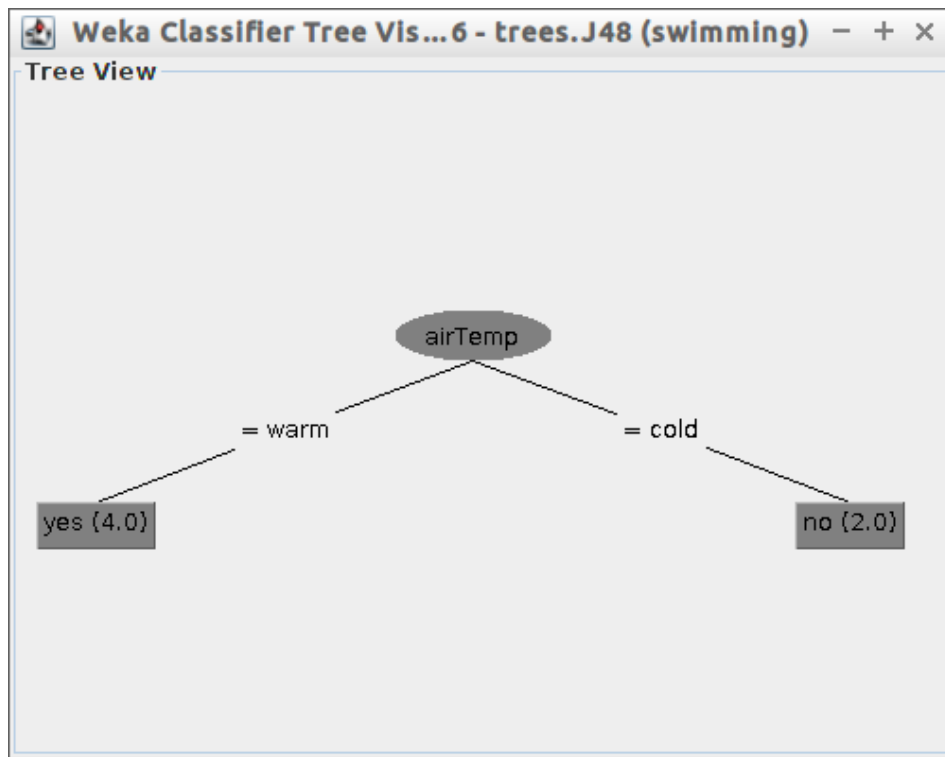 Weka Classifier Tree Vis...6 - trees.J48 (swimming)
Tree View
airTemp
= warm
= cold
yes (4.0)
no (2.0)